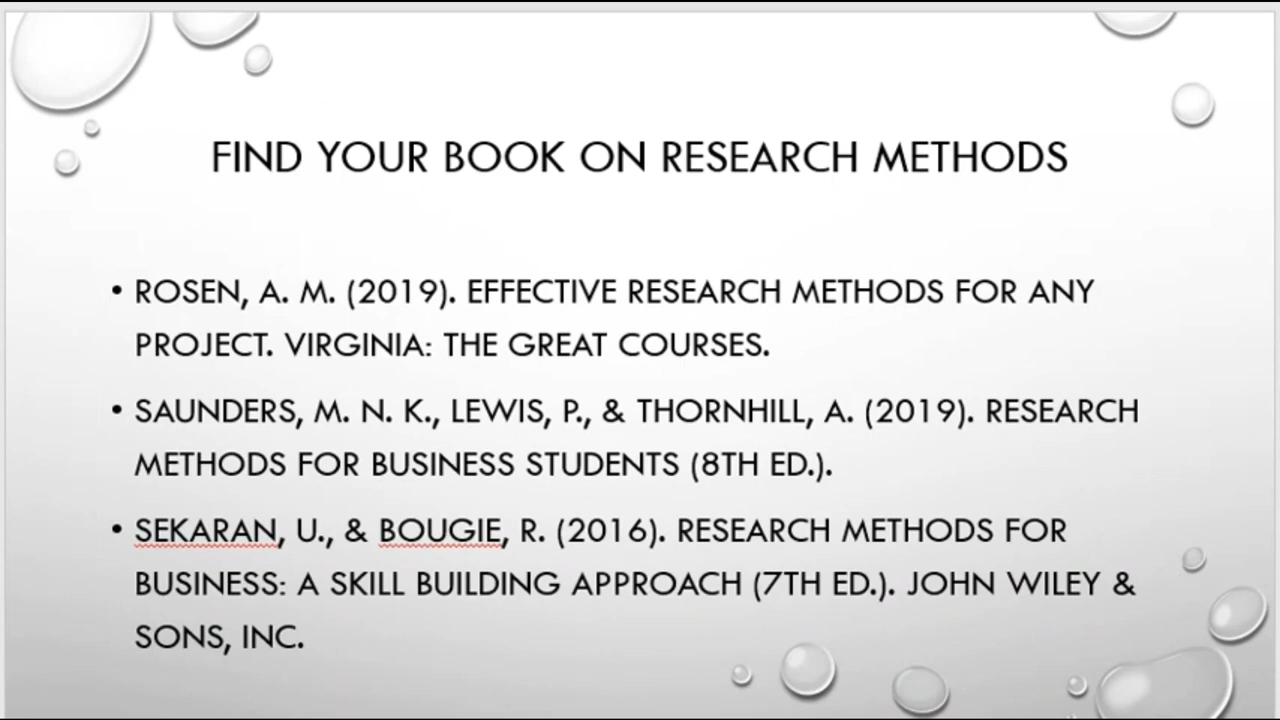 FIND YOUR BOOK ON RESEARCH METHODS
• ROSEN, A. M. (2019). EFFECTIVE RESEARCH METHODS FOR ANY
PROJECT. VIRGINIA: THE GREAT COURSES.
• SAUNDERS, M. N. K., LEWIS, P., & THORNHILL, A. (2019). RESEARCH
METHODS FOR BUSINESS STUDENTS (8TH ED.).
• SEKARAN, U., & BOUGIE, R. (2016). RESEARCH METHODS FOR
BUSINESS: A SKILL BUILDING APPROACH (7TH ED.). JOHN WILEY &
SONS, INC.